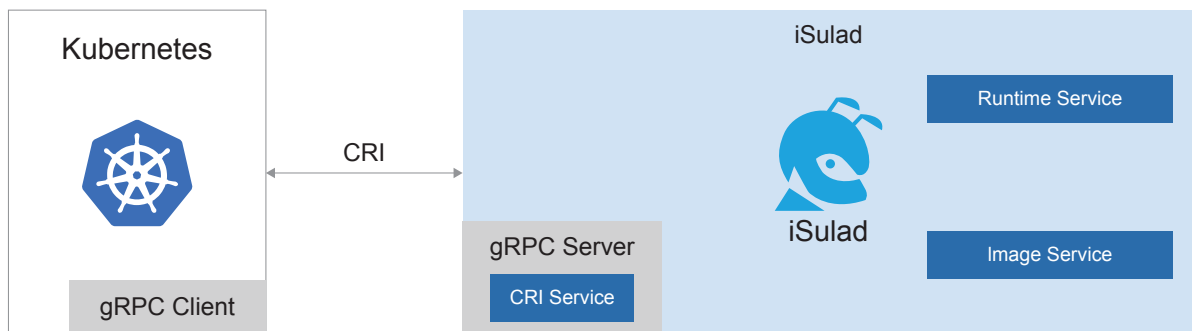 Kubernetes
gRPC Client
CRI
iSulad
Runtime Service
iSulad
Image Service
gRPC Server
CRI Service